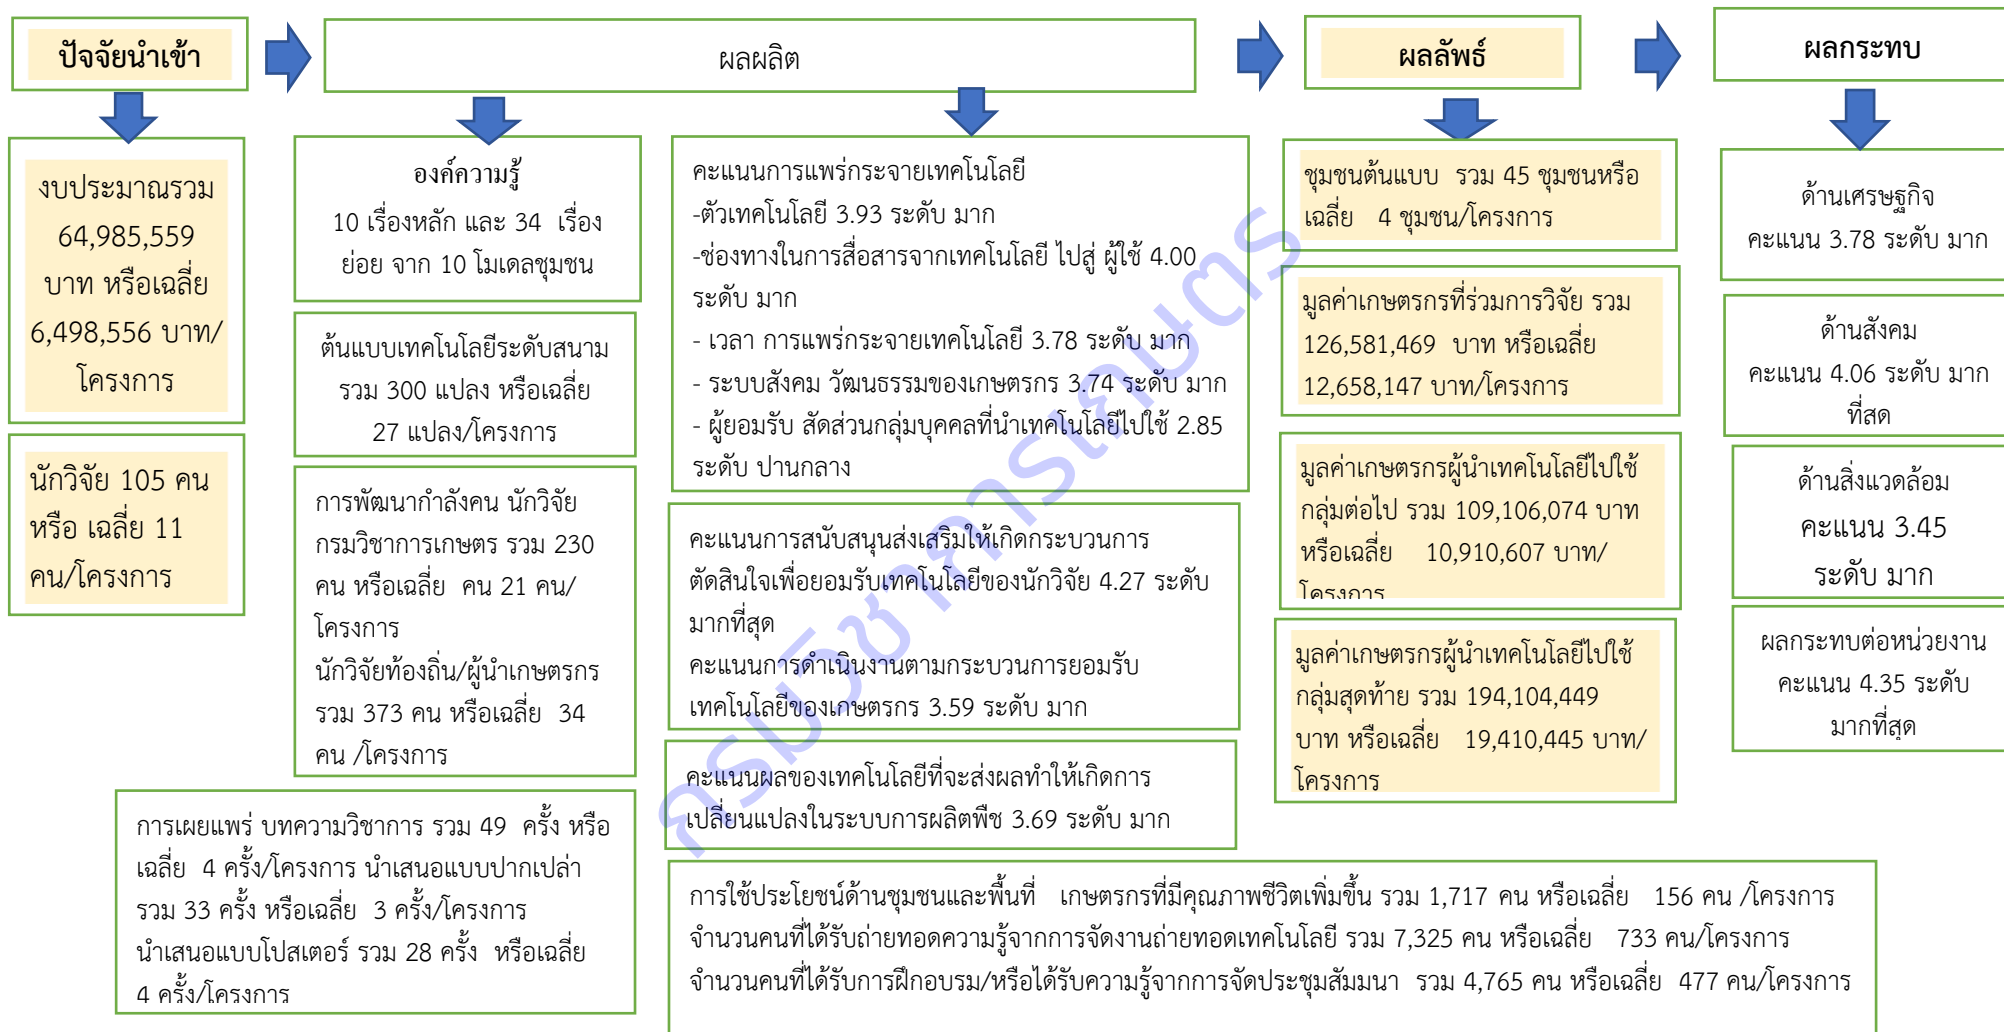 ปัจจัยนำเข้า
ผลผลิต
ผลลัพธ์
ผลกระทบ
งบประมาณรวม
64,985,559
บาท หรือเฉลี่ย
6,498,556 บาท/
โครงการ
นักวิจัย 105 คน
หรือ เฉลี่ย 11
คน/โครงการ
องค์ความรู้
10 เรื่องหลัก และ 34 เรื่อง
ย่อย จาก 10 โมเดลชุมชน
ต้นแบบเทคโนโลยีระดับสนาม
รวม 300 แปลง หรือเฉลี่ย
27 แปลง/โครงการ
การพัฒนากำลังคน นักวิจัย
กรมวิชาการเกษตร รวม 230
คน หรือเฉลี่ย คน 21 คน/
โครงการ
นักวิจัยท้องถิ่น/ผู้นำเกษตรกร
รวม 373 คน หรือเฉลี่ย 34
คน /โครงการ
การเผยแพร่ บทความวิชาการ รวม 49 ครั้ง หรือ
เฉลี่ย 4 ครั้ง/โครงการ นำเสนอแบบปากเปล่า
รวม 33 ครั้ง หรือเฉลี่ย 3 ครั้ง/โครงการ
นำเสนอแบบโปสเตอร์ รวม 28 ครั้ง หรือเฉลี่ย
4 ครั้ง/โครงการ
คะแนนการแพร่กระจายเทคโนโลยี
-ตัวเทคโนโลยี 3.93 ระดับ มาก
-ช่องทางในการสื่อสารจากเทคโนโลยี ไปสู่ ผู้ใช้ 4.00
ระดับ มาก
- เวลา การแพร่กระจายเทคโนโลยี 3.78 ระดับ มาก
- ระบบสังคม วัฒนธรรมของเกษตรกร 3.74 ระดับ มาก
- ผู้ยอมรับ สัดส่วนกลุ่มบุคคลที่นำเทคโนโลยีไปใช้ 2.85
ระดับ ปานกลาง
คะแนนการสนับสนุนส่งเสริมให้เกิดกระบวนการ
ตัดสินใจเพื่อยอมรับเทคโนโลยีของนักวิจัย 4.27 ระดับ
มากที่สุด
คะแนนการดำเนินงานตามกระบวนการยอมรับ
เทคโนโลยีของเกษตรกร 3.59 ระดับ มาก
คะแนนผลของเทคโนโลยีที่จะส่งผลทำให้เกิดการ
เปลี่ยนแปลงในระบบการผลิตพืช 3.69 ระดับ มาก
การใช้ประโยชน์ด้านชุมชนและพื้นที่ เกษตรกรที่มีคุณภาพชีวิตเพิ่มขึ้น รวม 1,717 คน หรือเฉลี่ย 156 คน /โครงการ
จำนวนคนที่ได้รับถ่ายทอดความรู้จากการจัดงานถ่ายทอดเทคโนโลยี รวม 7,325 คน หรือเฉลี่ย 733 คน/โครงการ
จำนวนคนที่ได้รับการฝึกอบรม/หรือได้รับความรู้จากการจัดประชุมสัมมนา รวม 4,765 คน หรือเฉลี่ย 477 คน/โครงการ
ชุมชนต้นแบบ รวม 45 ชุมชนหรือ
เฉลี่ย 4 ชุมชน/โครงการ
มูลค่าเกษตรกรที่ร่วมการวิจัย รวม
126,581,469 บาท หรือเฉลี่ย
12,658,147 บาท/โครงการ
มูลค่าเกษตรกรผู้นำเทคโนโลยีไปใช้
กลุ่มต่อไป รวม 109,106,074 บาท
หรือเฉลี่ย 10,910,607 บาท/
โครงการ
มูลค่าเกษตรกรผู้นำเทคโนโลยีไปใช้
กลุ่มสุดท้าย รวม 194,104,449
บาท หรือเฉลี่ย 19,410,445 บาท/
โครงการ
ด้านเศรษฐกิจ
คะแนน 3.78 ระดับ มาก
ด้านสังคม
คะแนน 4.06 ระดับ มาก
ที่สุด
ด้านสิ่งแวดล้อม
คะแนน 3.45
ระดับ มาก
ผลกระทบต่อหน่วยงาน
คะแนน 4.35 ระดับ
มากที่สุด
กรมวิชาการเกษตร